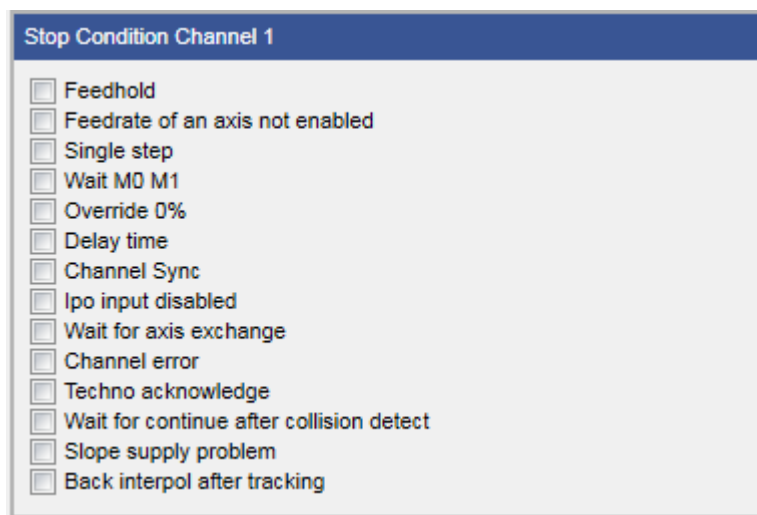 Stop Condition Channel 1
Feedhold
Feedrate of an axis not enabled
Single step
Wait M0 M1
Override 0%
Delay time
Channel Sync
Ipo input disabled
Wait for axis exchange
Channel error
Techno acknowledge
Wait for continue after collision detect
Slope supply problem
Back interpol after tracking